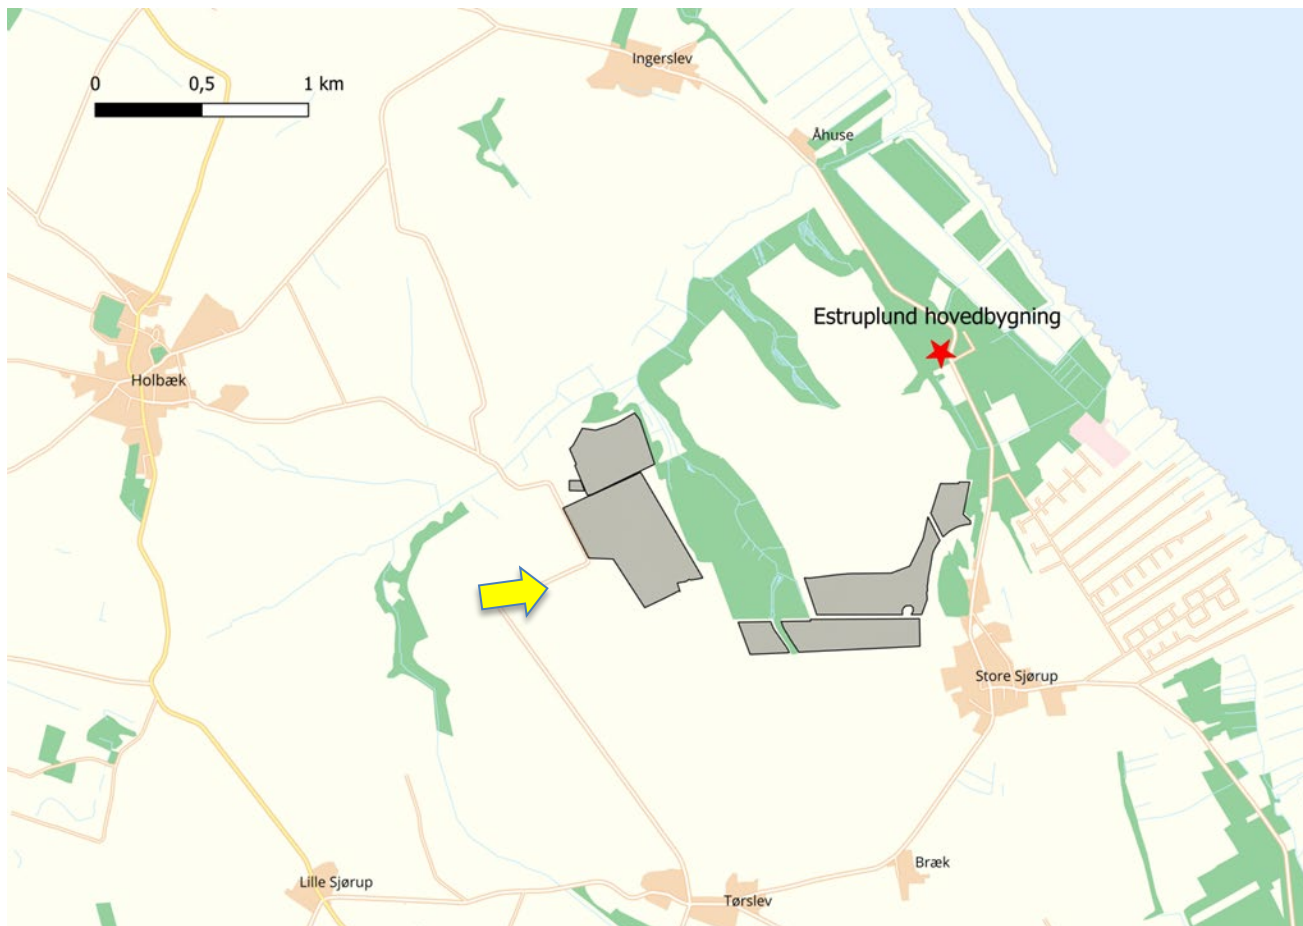 Ingerslev
0 0,5 1 km
Åhuse
Estruplund hovedbygning
Holbæk
Store Sjørup
Bræk
Lille Sjørup
Tørslev